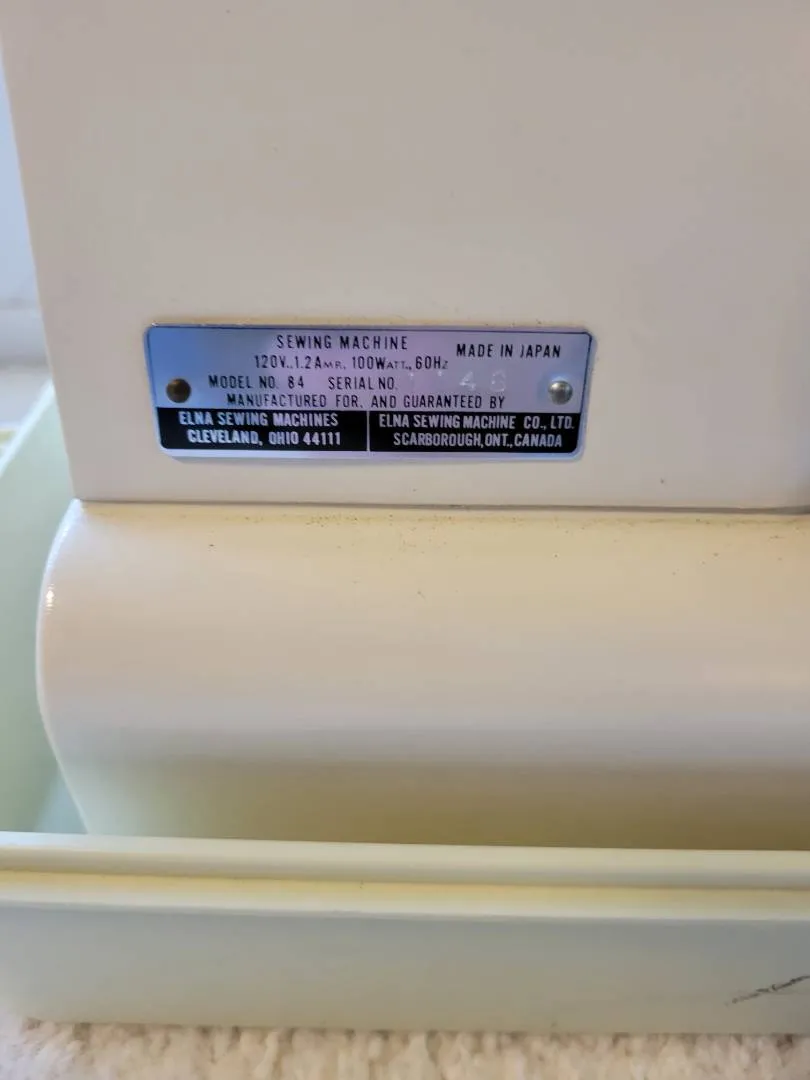 SEWING MACHINE
MADE IN JAPAN
120V.,1.2AMP., 100WATT., 60HZ
MODEL NO. 84 SERIAL NO.
MANUFACTURED FOR, AND GUARANTEED BY
ELNA SEWING MACHINES
CLEVELAND, OHIO 44111
ELNA SEWING MACHINE CO., LTD.
SCARBOROUGH, ONT., CANADA